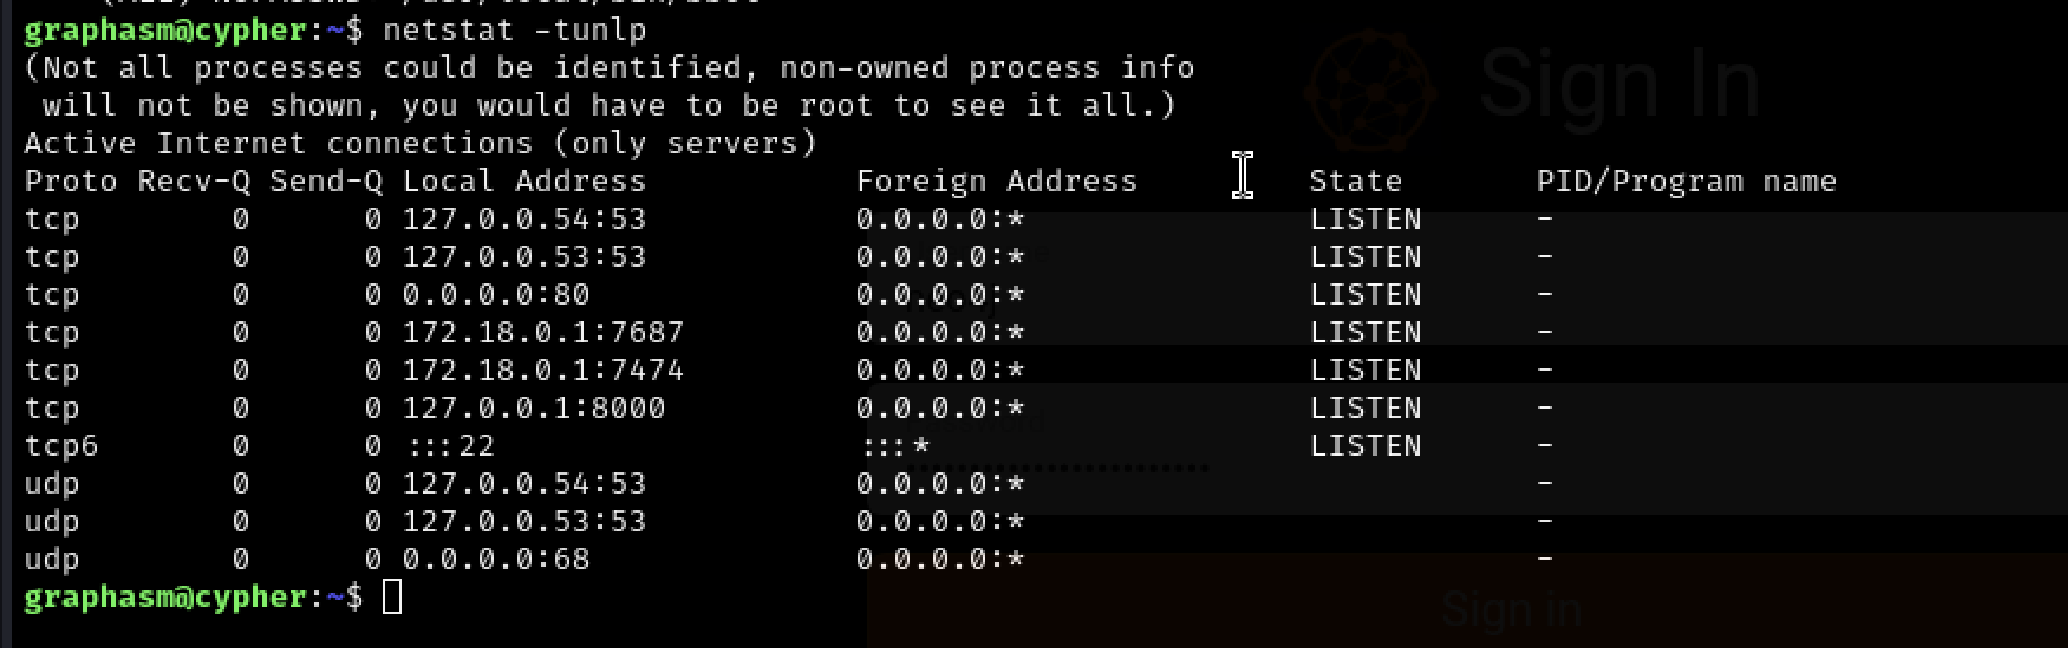 graphasm@cypher:~$ netstat -tunlp
(Not all processes could be identified, non-owned process info
 will not be shown, you would have to be root to see it all.)
Active Internet connections (only servers)
Proto Recv-Q Send-Q Local Address           Foreign Address         State       PID/Program name
tcp        0      0 127.0.0.54:53           0.0.0.0:*               LISTEN      -
tcp        0      0 127.0.0.53:53           0.0.0.0:*               LISTEN      -
tcp        0      0 0.0.0.0:80              0.0.0.0:*               LISTEN      -
tcp        0      0 172.18.0.1:7687         0.0.0.0:*               LISTEN      -
tcp        0      0 172.18.0.1:7474         0.0.0.0:*               LISTEN      -
tcp        0      0 127.0.0.1:8000          0.0.0.0:*               LISTEN      -
tcp6       0      0 :::22                   :::*                    LISTEN      -
udp        0      0 127.0.0.54:53           0.0.0.0:*                           -
udp        0      0 127.0.0.53:53           0.0.0.0:*                           -
udp        0      0 0.0.0.0:68              0.0.0.0:*                           -
graphasm@cypher:~$
Sign In
Sign in